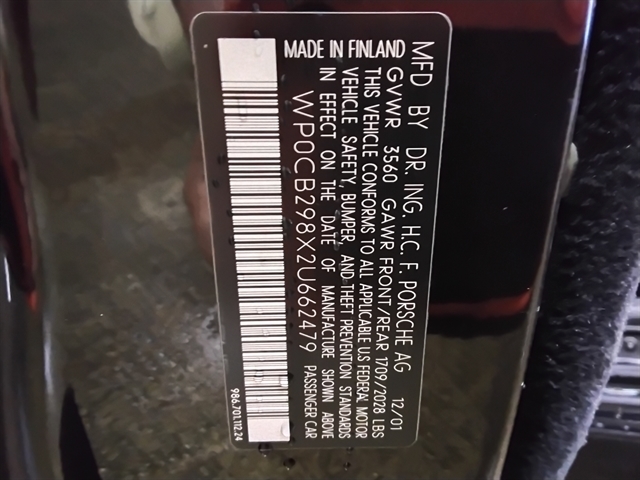 MFD BY DR. ING. H.C. F. PORSCHE AG 12/01
GVWR 3560 GAWR FRONT/REAR 1709/2028 LBS
THIS VEHICLE CONFORMS TO ALL APPLICABLE US FEDERAL MOTOR
VEHICLE SAFETY, BUMPER, AND THEFT PREVENTION STANDARDS
IN EFFECT ON THE DATE OF MANUFACTURE SHOWN ABOVE
WP0CB298X2U662479 PASSENGER CAR
MADE IN FINLAND
986.701.112.24